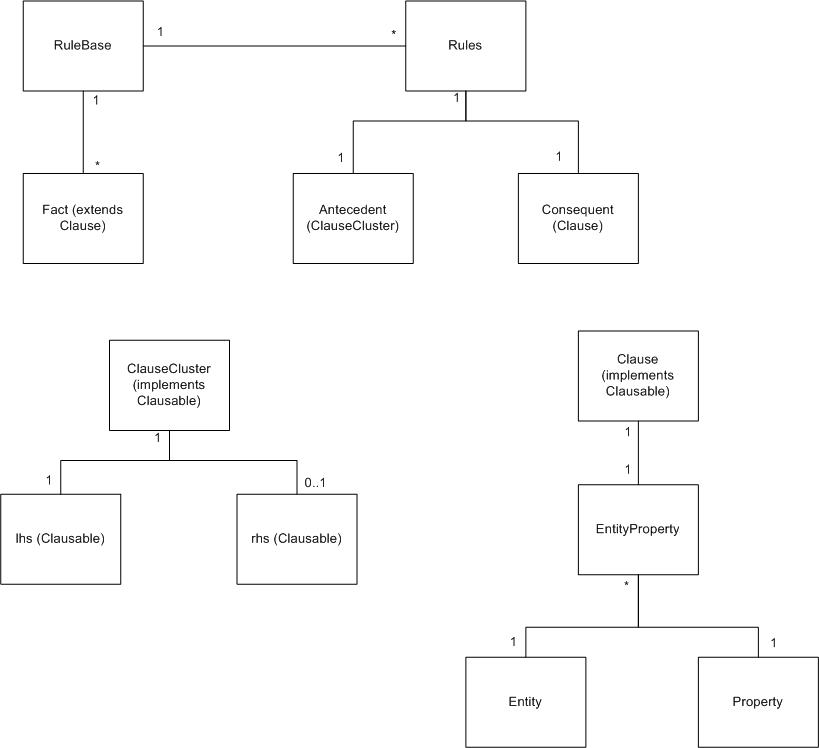 RuleBase
1
*
Rules
1
*
1
1
1
Fact (extends
Clause)
Antecedent
(ClauseCluster)
Consequent
(Clause)
ClauseCluster
(implements
Clausable)
1
1
0..1
lhs (Clausable)
rhs (Clausable)
Clause
(implements
Clausable)
1
1
EntityProperty
*
1
1
Entity
Property